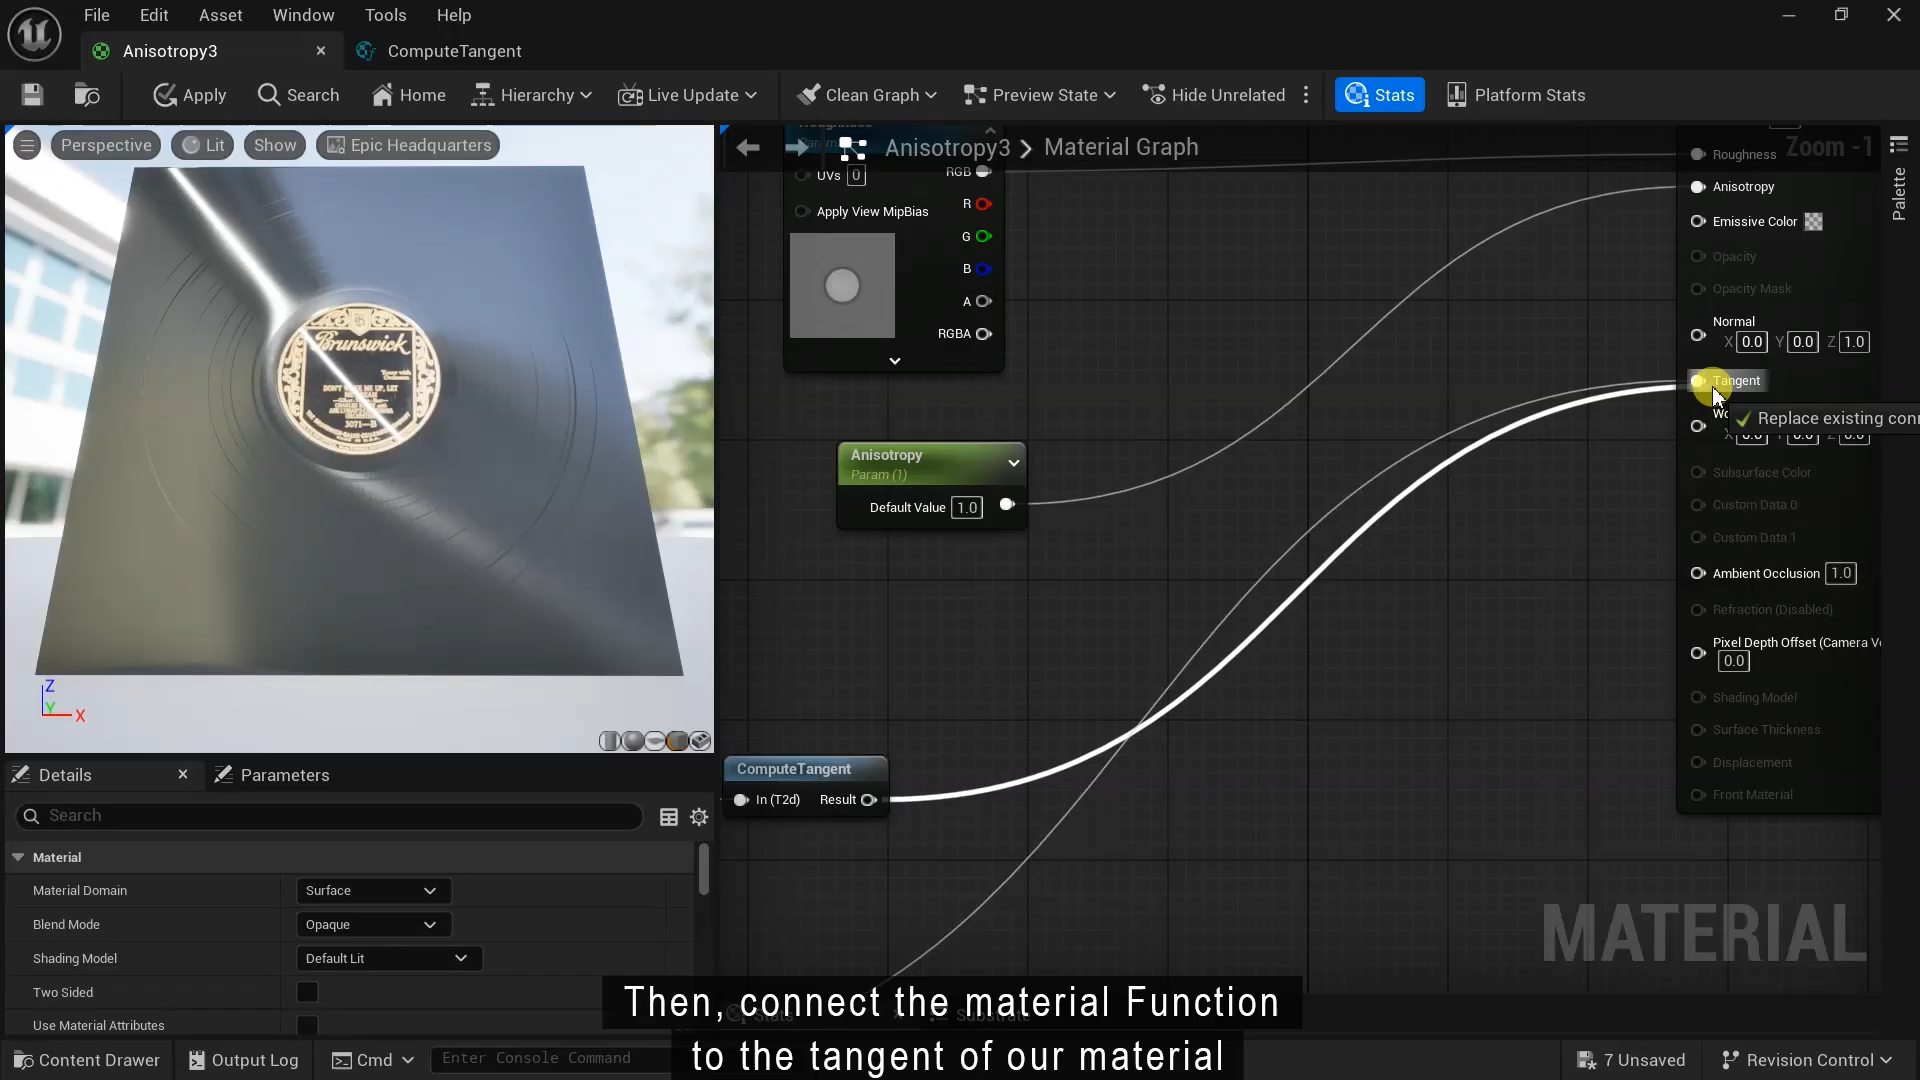 File Edit Asset Window Tools Help
Anisotropy3
ComputeTangent
Apply
Search
Home
Hierarchy
Live Update
Clean Graph
Preview State
Hide Unrelated
Stats
Platform Stats
Perspective
Lit
Show
Epic Headquarters
Brunswick
3071-B
Z
Y
X
Anisotropy3 > Material Graph
Zoom -1
Palette
UVs 0
Apply View MipBias
RGB
R
G
B
A
RGBA
Anisotropy
Param (1)
Default Value 1.0
ComputeTangent
In (T2d) Result
Roughness
Anisotropy
Emissive Color
Opacity
Opacity Mask
Normal
X 0.0 Y 0.0 Z 1.0
Tangent
Replace existing
Subsurface Color
Custom Data 0
Custom Data 1
Ambient Occlusion 1.0
Refraction (Disabled)
Pixel Depth Offset (Camera
0.0
Shading Model
Surface Thickness
Displacement
Front Material
MATERIAL
Details
Parameters
Search
Material
Material Domain Surface
Blend Mode Opaque
Shading Model Default Lit
Two Sided
Use Material Attributes
Then, connect the material Function
to the tangent of our material
Content Drawer
Output Log
Cmd
Enter Console Command
7 Unsaved
Revision Control